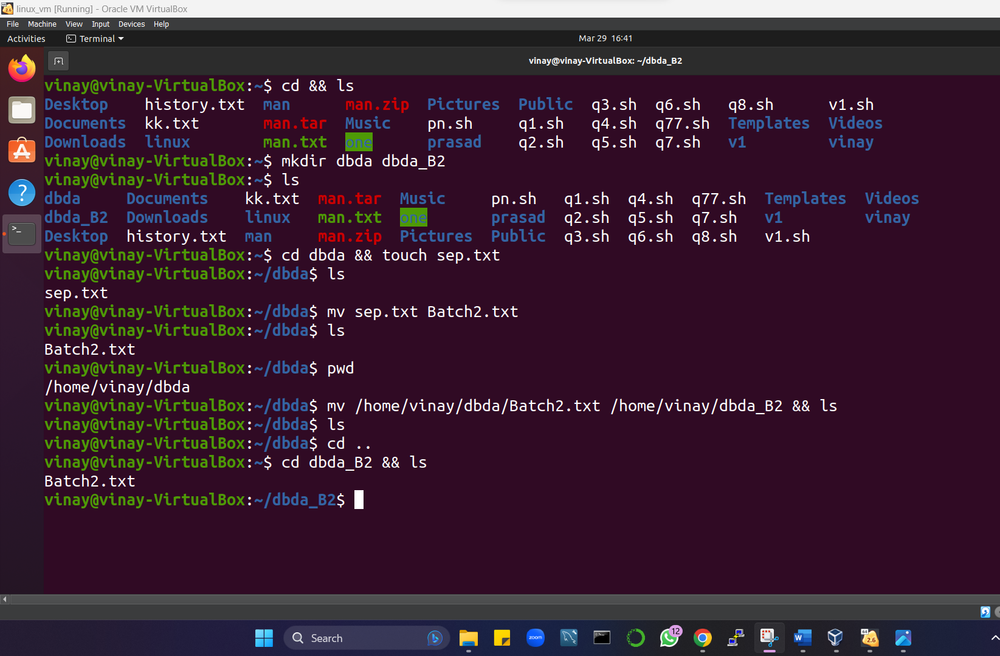 linux_vm [Running] - Oracle VM VirtualBox
File Machine View Input Devices Help
Activities Terminal Mar 29 16:41
vinay@vinay-VirtualBox: ~/dbda_B2
vinay@vinay-VirtualBox:~$ cd && ls
Desktop history.txt man man.zip Pictures Public q3.sh q6.sh q8.sh v1.sh
Documents kk.txt man.tar Music pn.sh q1.sh q4.sh q77.sh Templates Videos
Downloads linux man.txt one prasad q2.sh q5.sh q7.sh v1 vinay
vinay@vinay-VirtualBox:~$ mkdir dbda dbda_B2
vinay@vinay-VirtualBox:~$ ls
dbda Documents kk.txt man.tar Music pn.sh q1.sh q4.sh q77.sh Templates Videos
dbda_B2 Downloads linux man.txt one prasad q2.sh q5.sh q7.sh v1 vinay
Desktop history.txt man man.zip Pictures Public q3.sh q6.sh q8.sh v1.sh
vinay@vinay-VirtualBox:~$ cd dbda && touch sep.txt
vinay@vinay-VirtualBox:~/dbda$ ls
sep.txt
vinay@vinay-VirtualBox:~/dbda$ mv sep.txt Batch2.txt
vinay@vinay-VirtualBox:~/dbda$ ls
Batch2.txt
vinay@vinay-VirtualBox:~/dbda$ pwd
/home/vinay/dbda
vinay@vinay-VirtualBox:~/dbda$ mv /home/vinay/dbda/Batch2.txt /home/vinay/dbda_B2 && ls
vinay@vinay-VirtualBox:~/dbda$ ls
vinay@vinay-VirtualBox:~/dbda$ cd ..
vinay@vinay-VirtualBox:~$ cd dbda_B2 && ls
Batch2.txt
vinay@vinay-VirtualBox:~/dbda_B2$
Search zoom 12 W 64 2.6